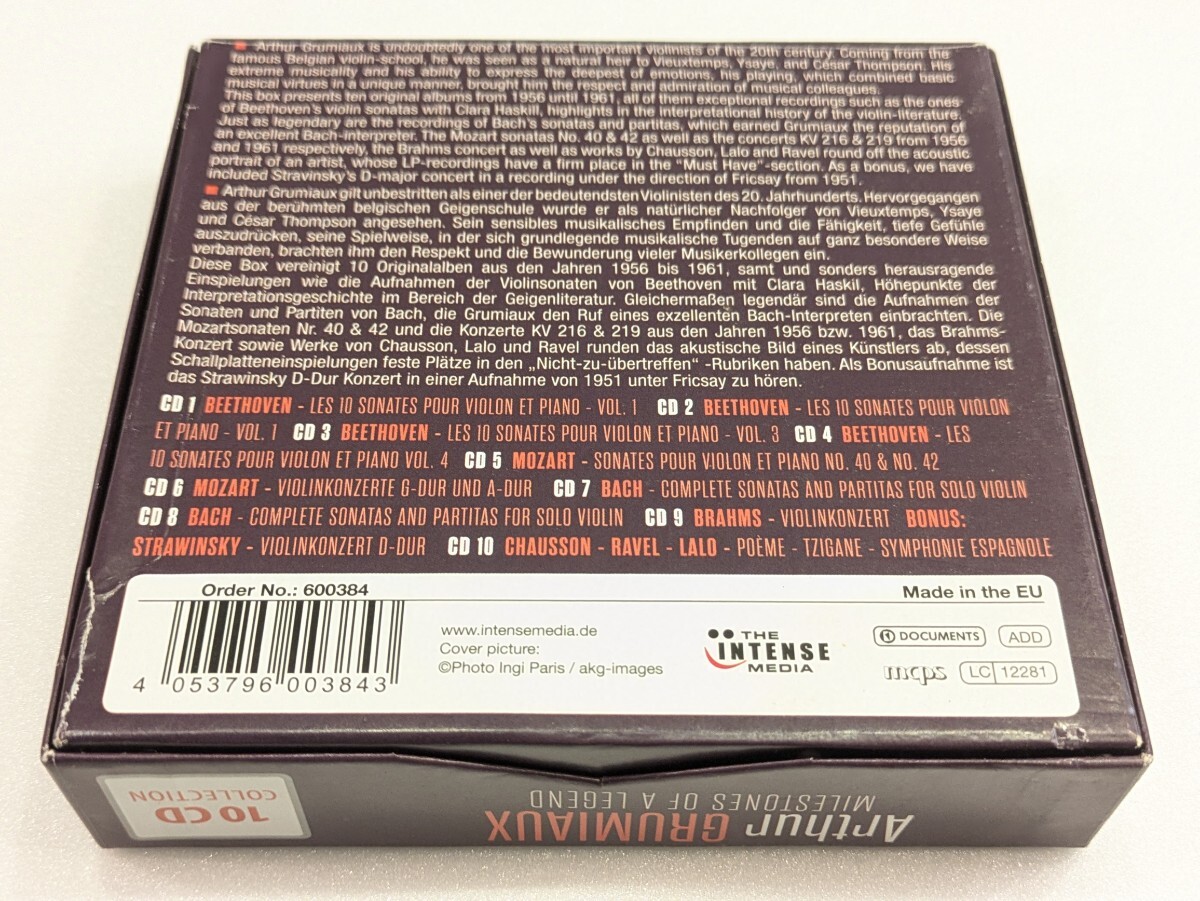 Arthur Grumiaux is undoubtedly one of the most important violinists of the 20th century. Coming from the
famous Belgian violin-school, he was seen as a natural heir to Vieuxtemps, Ysaye, and César Thompson. His
extreme musicality and his ability to express the deepest of emotions, his playing, which combined basic
musical virtues in a unique manner, brought him the respect and admiration of musical colleagues.
This box presents ten original albums from 1956 until 1961, all of them exceptional recordings such as the ones
of Beethoven's violin sonatas with Clara Haskill, highlights in the interpretational history of the violin-literature.
Just as legendary are the recordings of Bach's sonatas and partitas, which earned Grumiaux the reputation of
an excellent Bach-interpreter. The Mozart sonatas No. 40 & 42 as well as the concerts KV 216 & 219 from 1956
and 1961 respectively, the Brahms concert as well as works by Chausson, Lalo and Ravel round off the acoustic
portrait of an artist, whose LP-recordings have a firm place in the "Must Have"-section. As a bonus, we have
included Stravinsky's D-major concert in a recording under the direction of Fricsay from 1951.
Arthur Grumiaux gilt unbestritten als einer der bedeutendsten Violinisten des 20. Jahrhunderts. Hervorgegangen
aus der berühmten belgischen Geigenschule wurde er als natürlicher Nachfolger von Vieuxtemps, Ysaye
und César Thompson angesehen. Sein sensibles musikalisches Empfinden und die Fähigkeit, tiefe Gefühle
auszudrücken, seine Spielweise, in der sich grundlegende musikalische Tugenden auf ganz besondere Weise
verbanden, brachten ihm den Respekt und die Bewunderung vieler Musikerkollegen ein.
Diese Box vereinigt 10 Originalalben aus den Jahren 1956 bis 1961, samt und sonders herausragende
Einspielungen wie die Aufnahmen der Violinsonaten von Beethoven mit Clara Haskil, Höhepunkte der
Interpretationsgeschichte im Bereich der Geigenliteratur. Gleichermaßen legendär sind die Aufnahmen der
Sonaten und Partiten von Bach, die Grumiaux den Ruf eines exzellenten Bach-Interpreten einbrachten. Die
Mozartsonaten Nr. 40 & 42 und die Konzerte KV 216 & 219 aus den Jahren 1956 bzw. 1961, das Brahms-
Konzert sowie Werke von Chausson, Lalo und Ravel runden das akustische Bild eines Künstlers ab, dessen
Schallplatteneinspielungen feste Plätze in den „Nicht-zu-übertreffen“ -Rubriken haben. Als Bonusaufnahme ist
das Strawinsky D-Dur Konzert in einer Aufnahme von 1951 unter Fricsay zu hören.
CD 1 BEETHOVEN - LES 10 SONATES POUR VIOLON ET PIANO - VOL. 1 CD 2 BEETHOVEN - LES 10 SONATES POUR VIOLON
ET PIANO - VOL. 1 CD 3 BEETHOVEN - LES 10 SONATES POUR VIOLON ET PIANO - VOL. 3 CD 4 BEETHOVEN - LES
10 SONATES POUR VIOLON ET PIANO VOL. 4 CD 5 MOZART - SONATES POUR VIOLON ET PIANO NO. 40 & NO. 42
CD 6 MOZART - VIOLINKONZERTE G-DUR UND A-DUR CD 7 BACH - COMPLETE SONATAS AND PARTITAS FOR SOLO VIOLIN
CD 8 BACH - COMPLETE SONATAS AND PARTITAS FOR SOLO VIOLIN CD 9 BRAHMS - VIOLINKONZERT BONUS:
STRAWINSKY - VIOLINKONZERT D-DUR CD 10 CHAUSSON - RAVEL - LALO - POÈME - TZIGANE - SYMPHONIE ESPAGNOLE
Order No.: 600384
Made in the EU
4 053796 003843
www.intensemedia.de
Cover picture:
©Photo Ingi Paris / akg-images
THE
INTENSE
MEDIA
DOCUMENTS
ADD
mcps
LC 12281
Arthur GRUMIAUX
MILESTONES OF A LEGEND
10 CD
COLLECTION